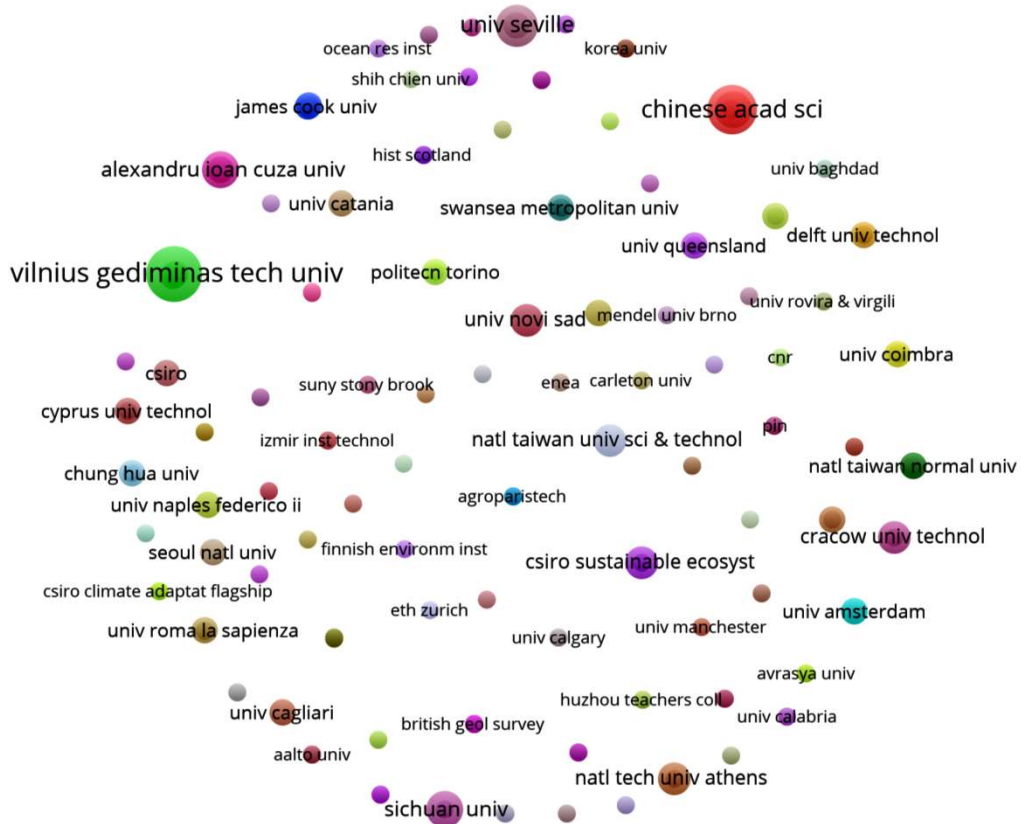 univ seville
ocean res inst
korea univ
shih chien univ
james cook univ
chinese acad sci
hist scotland
alexandru ioan cuza univ
univ baghdad
univ catania
swansea metropolitan univ
delft univ technol
univ queensland
vilnius gediminas tech univ
politecn torino
univ rovira & virgili
univ novi sad
mendel univ brno
univ coimbra
cnr
csiro
suny stony brook
enea
carleton univ
cyprus univ technol
pin
izmir inst technol
natl taiwan univ sci & technol
natl taiwan normal univ
chung hua univ
agroparistech
univ naples federico ii
cracow univ technol
seoul natl univ
finnish environm inst
csiro sustainable ecosyst
csiro climate adaptat flagship
eth zurich
univ amsterdam
univ roma la sapienza
univ calgary
univ manchester
avrasya univ
huzhou teachers coll
univ cagliari
british geol survey
univ calabria
aalto univ
natl tech univ athens
sichuan univ